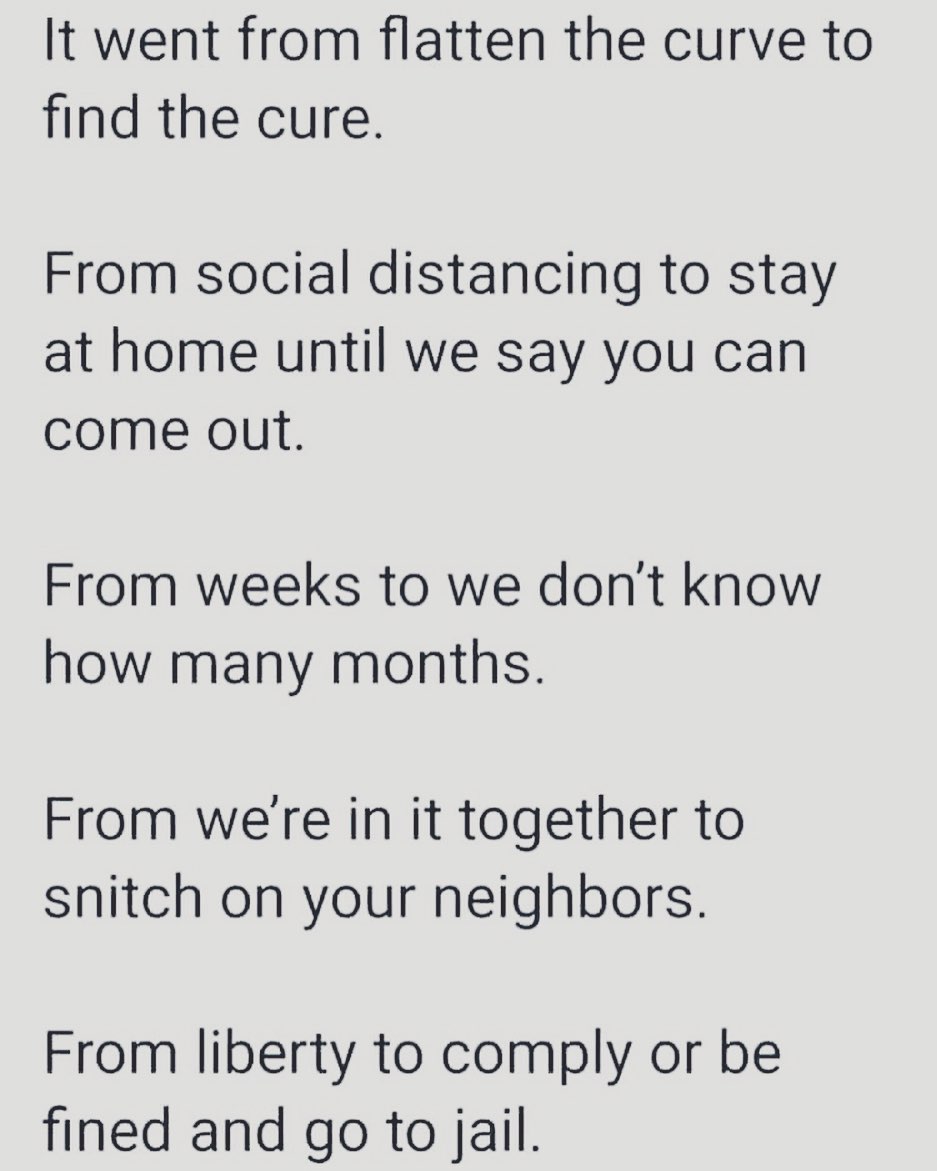 It went from flatten the curve to
find the cure.
From social distancing to stay
at home until we say you can
come out.
From weeks to we don’t know
how many months.
From we’re in it together to
snitch on your neighbors.
From liberty to comply or be
fined and go to jail.